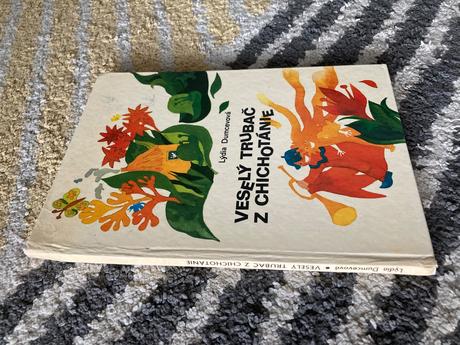 Lýdia Dumcevová
VESELÝ TRUBAČ
Z CHICHOTÁNIE
Lýdia Dumcevová • VESELÝ TRUBAČ Z CHICHOTÁNIE